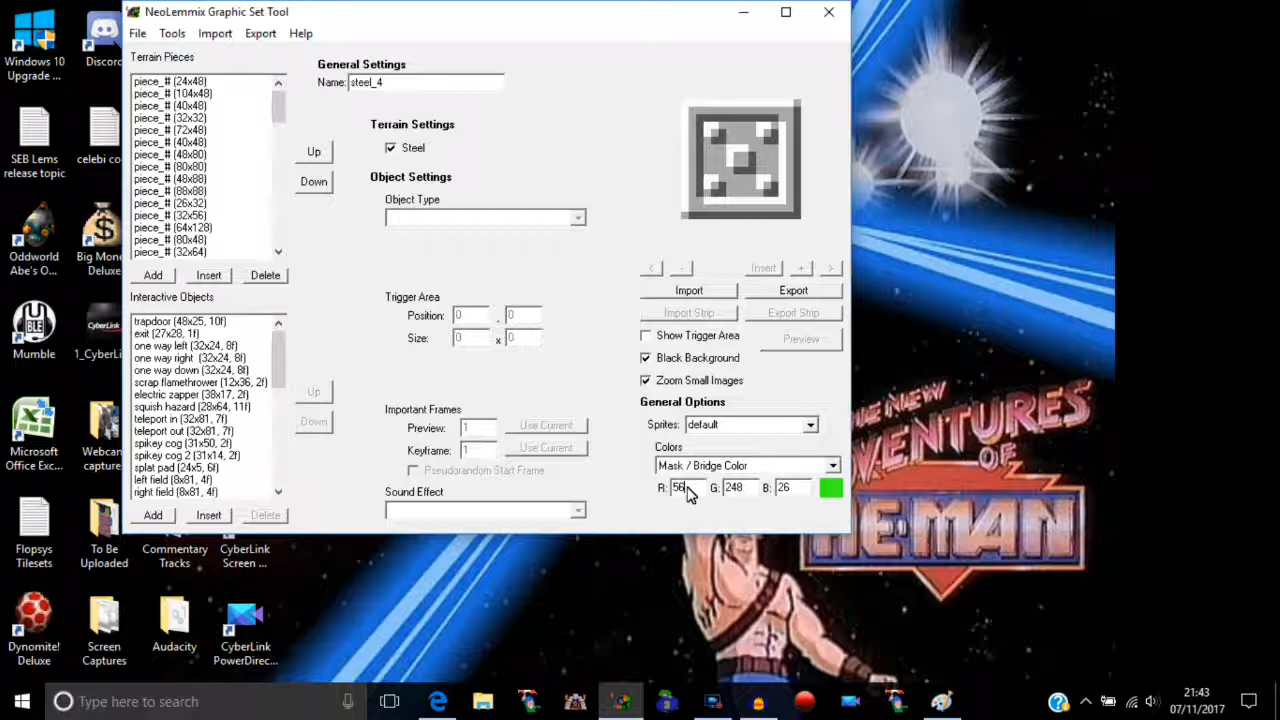 NeoLemmix Graphic Set Tool
File Tools Import Export Help
Terrain Pieces
piece_# (24x48)
piece_# (104x48)
piece_# (40x48)
piece_# (32x32)
piece_# (72x48)
piece_# (40x48)
piece_# (48x80)
piece_# (80x80)
piece_# (48x88)
piece_# (88x88)
piece_# (26x32)
piece_# (32x56)
piece_# (64x128)
piece_# (80x48)
piece_# (32x64)
Add Insert Delete
Up
Down
Interactive Objects
trapdoor (48x25, 10f)
exit (27x28, 1f)
one way left (32x24, 8f)
one way right (32x24, 8f)
one way down (32x24, 8f)
scrap flamethrower (12x36, 2f)
electric zapper (38x17, 2f)
squish hazard (28x64, 11f)
teleport in (32x81, 7f)
teleport out (32x81, 7f)
spikey cog (31x50, 2f)
spikey cog 2 (31x14, 2f)
splat pad (24x5, 6f)
left field (8x81, 4f)
right field (8x81, 4f)
Add Insert Delete
Up
Down
General Settings
Name: steel_4
Terrain Settings
Steel
Object Settings
Object Type
Trigger Area
Position: 0 , 0
Size: 0 x 0
Important Frames
Preview: 1 Use Current
Keyframe: 1 Use Current
Pseudorandom Start Frame
Sound Effect
< - Insert + >
Import Export
Import Strip Export Strip
Show Trigger Area Preview
Black Background
Zoom Small Images
General Options
Sprites: default
Colors
Mask / Bridge Color
R: 56 G: 248 B: 26
Windows 10
Upgrade ...
Discord
SEB Lems
release topic
celebi co
Oddworld
Abe's O...
Big Money
Deluxe
Mumble
1_CyberLi
Microsoft
Office Exc...
Webcam
capture
Flopsys
Tilesets
To Be
Uploaded
Commentary
Tracks
CyberLink
Screen ...
Dynomite!
Deluxe
Screen
Captures
Audacity
CyberLink
PowerDirec...
THE NEW
ADVENTURES
OF
HE-MAN
Type here to search
21:43
07/11/2017